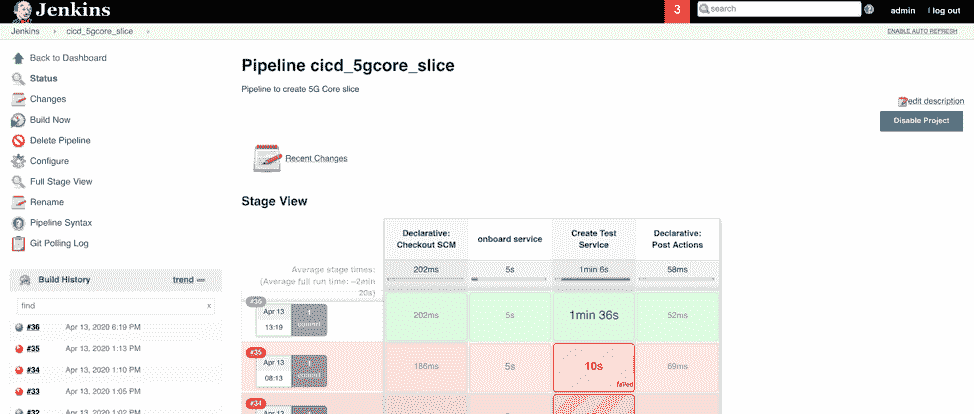 Jenkins
3
search
admin
log out
Jenkins
cicd_5gcore_slice
ENABLE AUTO REFRESH
Back to Dashboard
Status
Changes
Build Now
Delete Pipeline
Configure
Full Stage View
Rename
Pipeline Syntax
Git Polling Log
Build History
trend
find
x
#36 Apr 13, 2020 6:19 PM
#35 Apr 13, 2020 1:13 PM
#34 Apr 13, 2020 1:10 PM
#33 Apr 13, 2020 1:05 PM
#32 Apr 13, 2020 1:02 PM
Pipeline cicd_5gcore_slice
Pipeline to create 5G Core slice
edit description
Disable Project
Recent Changes
Stage View
Declarative:
Checkout SCM
onboard service
Create Test
Service
Declarative:
Post Actions
Average stage times:
(Average full run time: ~2min
20s)
202ms
5s
1min 6s
58ms
#36
Apr 13
13:19
1
commit
202ms
5s
1min 36s
52ms
#35
Apr 13
08:13
1
commit
186ms
5s
10s
failed
69ms
#34
Apr 13